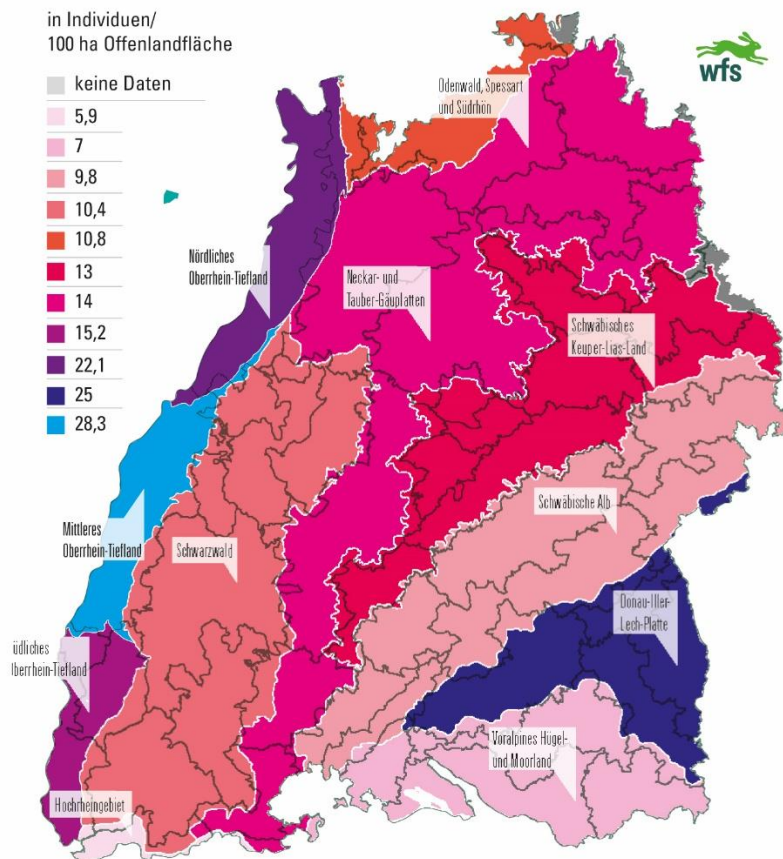 in Individuen/
100 ha Offenlandfläche
keine Daten
5,9
7
9,8
10,4
10,8
13
14
15,2
22,1
25
28,3
wfs
Odenwald, Spessart
und Südrhön
Nördliches
Oberrhein-Tiefland
Neckar- und
Tauber-Gäuplatten
Schwäbisches
Keuper-Lias-Land
Mittleres
Oberrhein-Tiefland
Schwarzwald
Schwäbische Alb
Donau-Iller-
Lech-Platte
üdliches
berrhein-Tiefland
Voralpines Hügel-
und Moorland
Hochrheingebiet